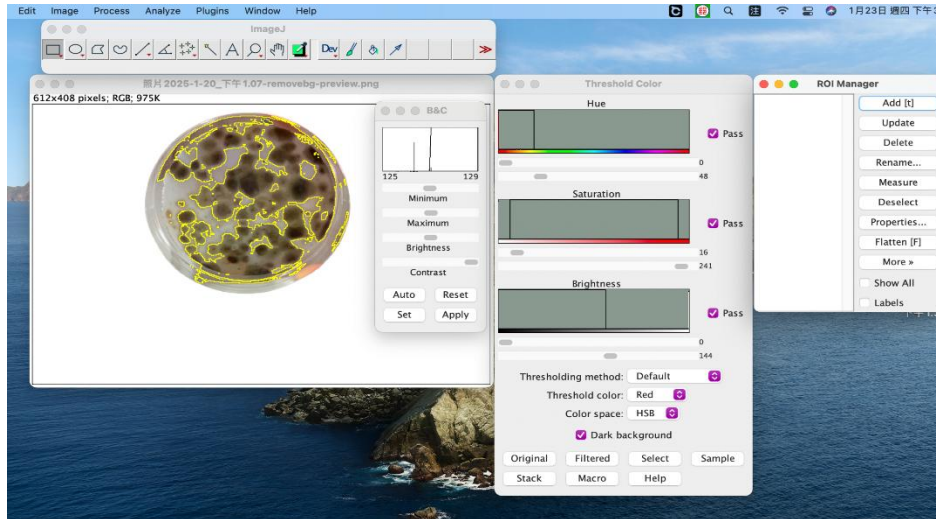 Edit Image Process Analyze Plugins Window Help
1月23日 週四 下午3
ImageJ
Dev
照片 2025-1-20_下午1.07-removebg-preview.png
612x408 pixels; RGB; 975K
B&C
125 129
Minimum
Maximum
Brightness
Contrast
Auto Reset
Set Apply
Threshold Color
Hue
Pass
0
48
Saturation
Pass
16
241
Brightness
Pass
0
144
Thresholding method: Default
Threshold color: Red
Color space: HSB
Dark background
Original Filtered Select Sample
Stack Macro Help
ROI Manager
Add [t]
Update
Delete
Rename...
Measure
Deselect
Properties...
Flatten [F]
More »
Show All
Labels